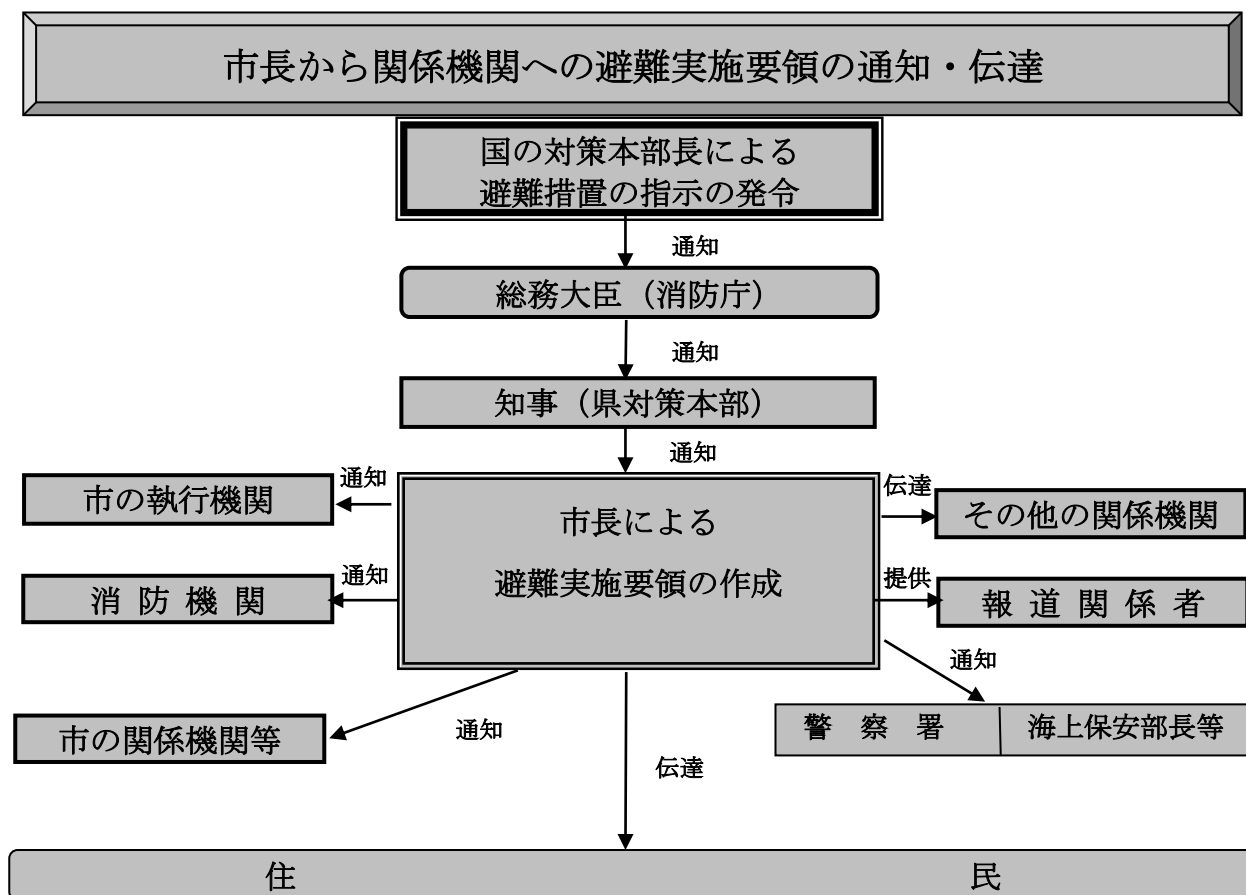 市長から関係機関への避難実施要領の通知・伝達
国の対策本部長による
避難措置の指示の発令
通知
総務大臣（消防庁）
通知
知事（県対策本部）
通知
市の執行機関
通知
市長による
避難実施要領の作成
伝達
その他の関係機関
消 防 機 関
通知
提供
報 道 関 係 者
通知
市の関係機関等
通知
警 察 署
海上保安部長等
伝達
住 民